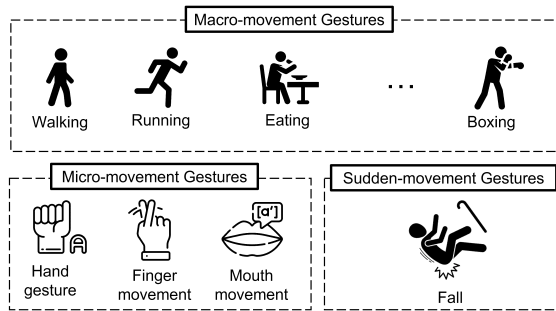 Macro-movement Gestures
Walking
Running
Eating
...
Boxing
Micro-movement Gestures
Sudden-movement Gestures
[a']
Hand
gesture
Finger
movement
Mouth
movement
Fall